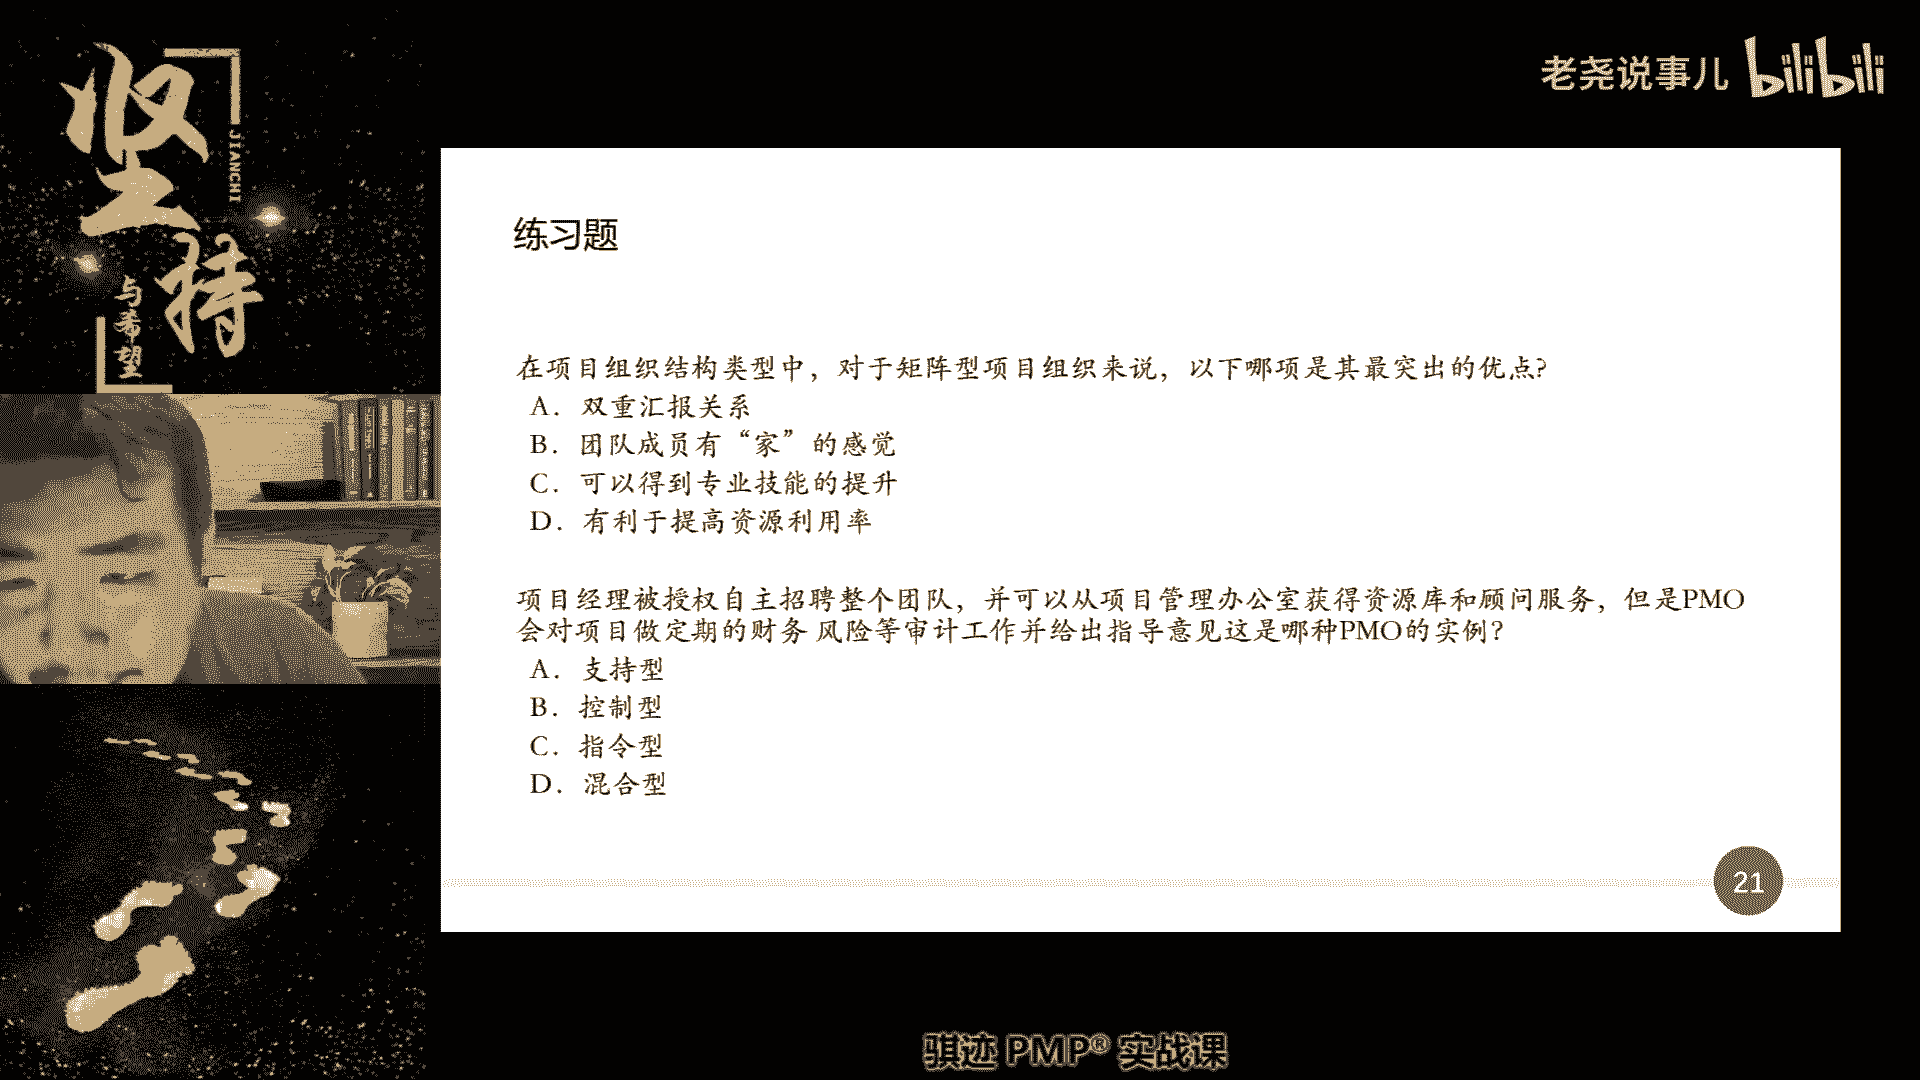 坚持
JIANCHI
与希望
老尧说事儿 bilibili
练习题
在项目组织结构类型中，对于矩阵型项目组织来说，以下哪项是其最突出的优点?
A. 双重汇报关系
B. 团队成员有“家”的感觉
C. 可以得到专业技能的提升
D. 有利于提高资源利用率
项目经理被授权自主招聘整个团队，并可以从项目管理办公室获得资源库和顾问服务，但是PMO
会对项目做定期的财务 风险等审计工作并给出指导意见这是哪种PMO的实例?
A. 支持型
B. 控制型
C. 指令型
D. 混合型
21
骐迹 PMP® 实战课